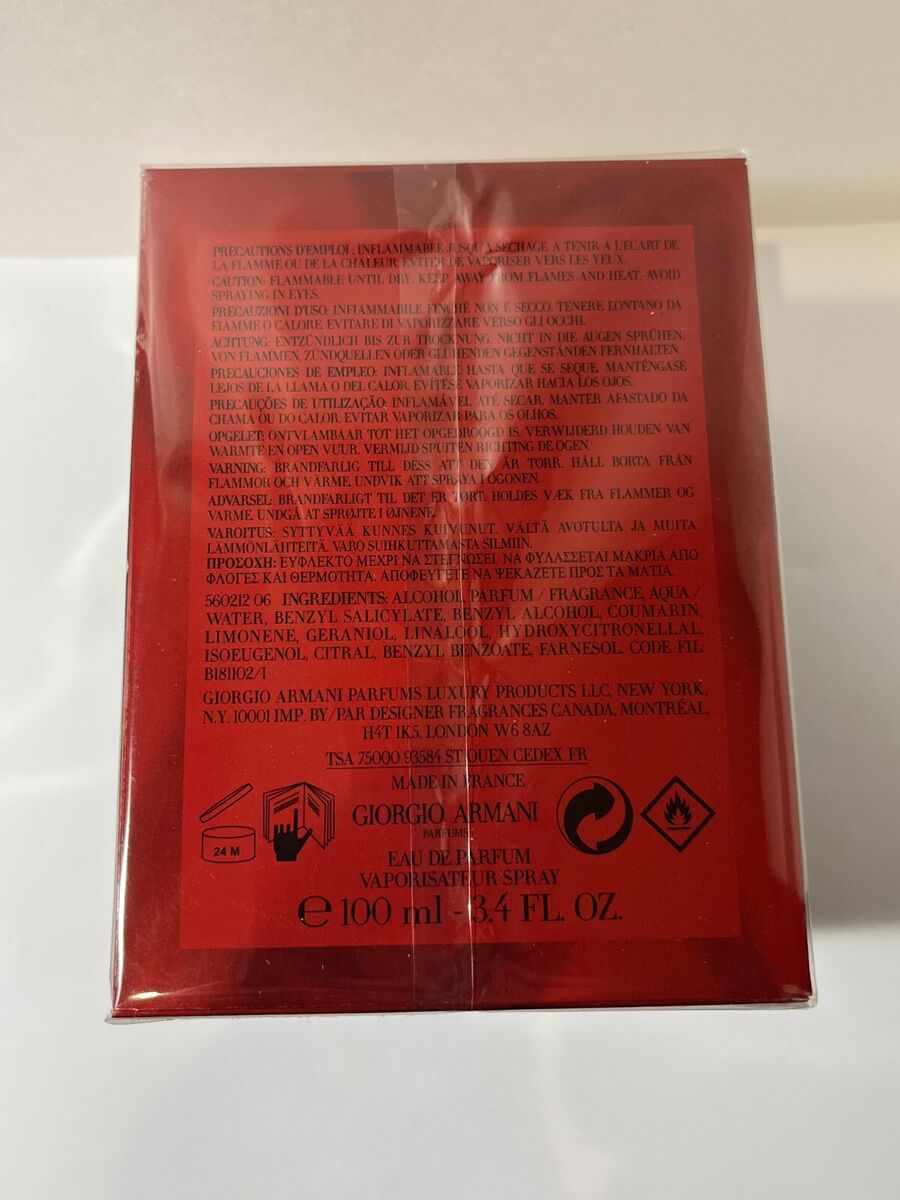 PRECAUTIONS D'EMPLOI : INFLAMMABLE JUSQU'A SECHAGE. A TENIR A L'ECART DE
LA FLAMME OU DE LA CHALEUR. EVITER DE VAPORISER VERS LES YEUX.
CAUTION: FLAMMABLE UNTIL DRY. KEEP AWAY FROM FLAMES AND HEAT. AVOID
SPRAYING IN EYES.
PRECAUZIONI D'USO: INFIAMMABILE FINCHÉ NON È SECCO. TENERE LONTANO DA
FIAMME O CALORE. EVITARE DI VAPORIZZARE VERSO GLI OCCHI.
ACHTUNG: ENTZÜNDLICH BIS ZUR TROCKNUNG. NICHT IN DIE AUGEN SPRÜHEN.
VON FLAMMEN, ZÜNDQUELLEN ODER GLÜHENDEN GEGENSTÄNDEN FERNHALTEN.
PRECAUCIONES DE EMPLEO: INFLAMABLE HASTA QUE SE SEQUE. MANTÉNGASE
LEJOS DE LA LLAMA O DEL CALOR. EVÍTESE VAPORIZAR HACIA LOS OJOS.
PRECAUÇÕES DE UTILIZAÇÃO: INFLAMÁVEL ATÉ SECAR. MANTER AFASTADO DA
CHAMA OU DO CALOR. EVITAR VAPORIZAR PARA OS OLHOS.
OPGELET: ONTVLAMBAAR TOT HET OPGEDROOGD IS. VERWIJDERD HOUDEN VAN
WARMTE EN OPEN VUUR. VERMIJD SPUITEN RICHTING DE OGEN.
VARNING: BRANDFARLIG TILL DESS ATT DEN ÄR TORR. HÅLL BORTA FRÅN
FLAMMOR OCH VÄRME. UNDVIK ATT SPRAYA I ÖGONEN.
ADVARSEL: BRANDFARLIGT TIL DET ER TØRT. HOLDES VÆK FRA FLAMMER OG
VARME. UNDGÅ AT SPRØJTE I ØJNENE.
VAROITUS: SYTTYVÄÄ KUNNES KUIVUNUT. VÄLTÄ AVOTULTA JA MUITA
LÄMMÖNLÄHTEITÄ. VARO SUIHKUTTAMASTA SILMIIN.
ΠΡΟΣΟΧΗ: ΕΥΦΛΕΚΤΟ ΜΕΧΡΙ ΝΑ ΣΤΕΓΝΩΣΕΙ. ΝΑ ΦΥΛΑΣΣΕΤΑΙ ΜΑΚΡΙΑ ΑΠΟ
ΦΛΟΓΕΣ ΚΑΙ ΘΕΡΜΟΤΗΤΑ. ΑΠΟΦΕΥΓΕΤΕ ΝΑ ΨΕΚΑΖΕΤΕ ΠΡΟΣ ΤΑ ΜΑΤΙΑ.
560212 06 INGREDIENTS: ALCOHOL, PARFUM / FRAGRANCE, AQUA /
WATER, BENZYL SALICYLATE, BENZYL ALCOHOL, COUMARIN,
LIMONENE, GERANIOL, LINALOOL, HYDROXYCITRONELLAL,
ISOEUGENOL, CITRAL, BENZYL BENZOATE, FARNESOL. CODE FIL:
B181102/1
GIORGIO ARMANI PARFUMS LUXURY PRODUCTS LLC, NEW YORK,
N.Y. 10001 IMP. BY/PAR DESIGNER FRAGRANCES CANADA, MONTRÉAL,
H4T 1K5. LONDON W6 8AZ
TSA 75000 93584 ST OUEN CEDEX FR
MADE IN FRANCE
24 M
GIORGIO ARMANI
PARFUMS
EAU DE PARFUM
VAPORISATEUR SPRAY
℮ 100 ml - 3.4 FL. OZ.